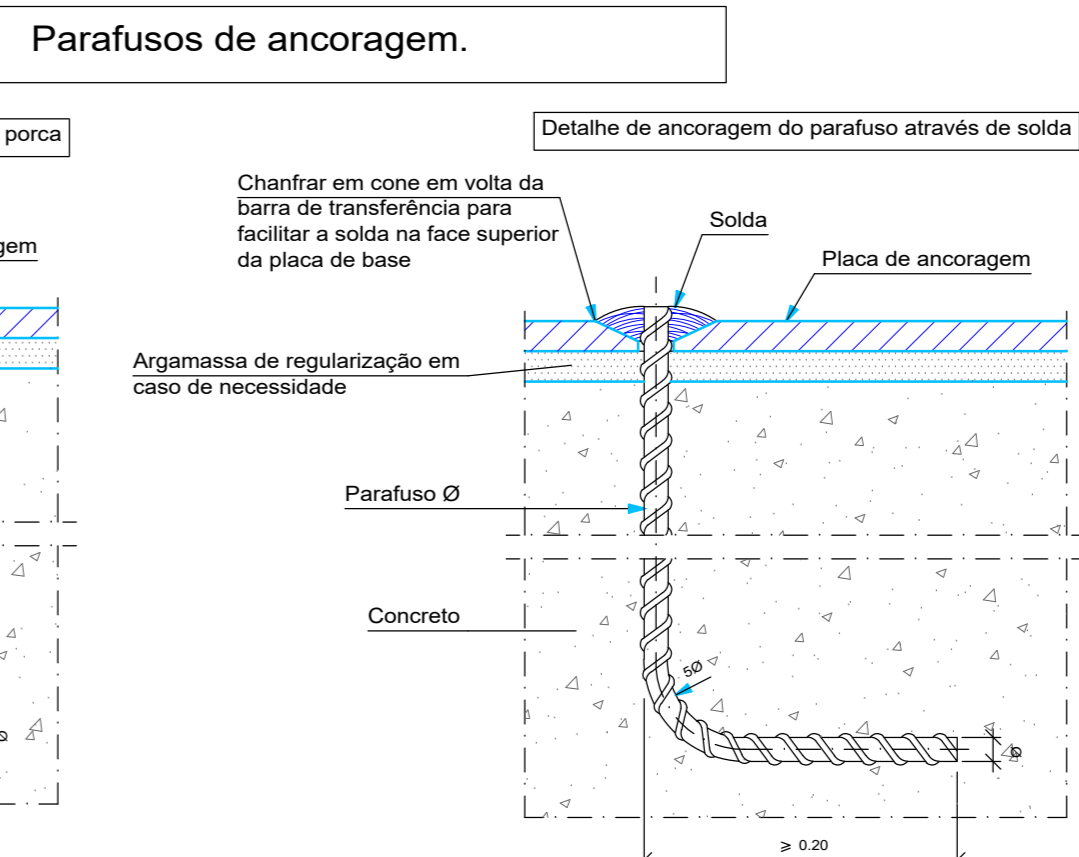 Parafusos de ancoragem.
porca
Detalhe de ancoragem do parafuso através de solda
Chanfrar em cone em volta da
barra de transferência para
facilitar a solda na face superior
da placa de base
Solda
gem
Placa de ancoragem
Argamassa de regularização em
caso de necessidade
Parafuso Ø
Concreto
5Ø
Ø
Ø
≥ 0.20